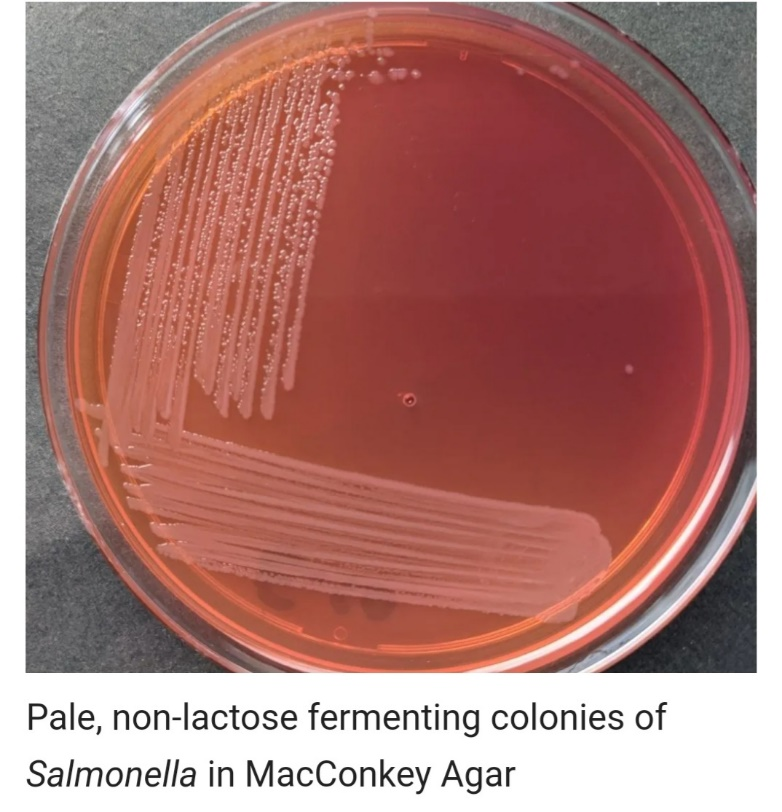 Pale, non-lactose fermenting colonies of
Salmonella in MacConkey Agar